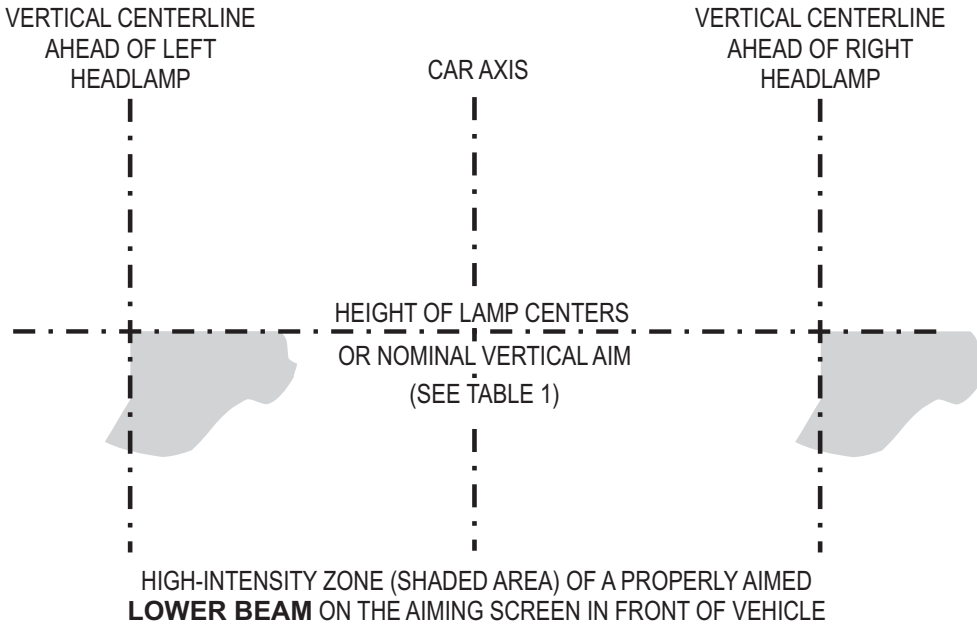 VERTICAL CENTERLINE
AHEAD OF LEFT
HEADLAMP
CAR AXIS
VERTICAL CENTERLINE
AHEAD OF RIGHT
HEADLAMP
HEIGHT OF LAMP CENTERS
OR NOMINAL VERTICAL AIM
(SEE TABLE 1)
HIGH-INTENSITY ZONE (SHADED AREA) OF A PROPERLY AIMED
LOWER BEAM ON THE AIMING SCREEN IN FRONT OF VEHICLE